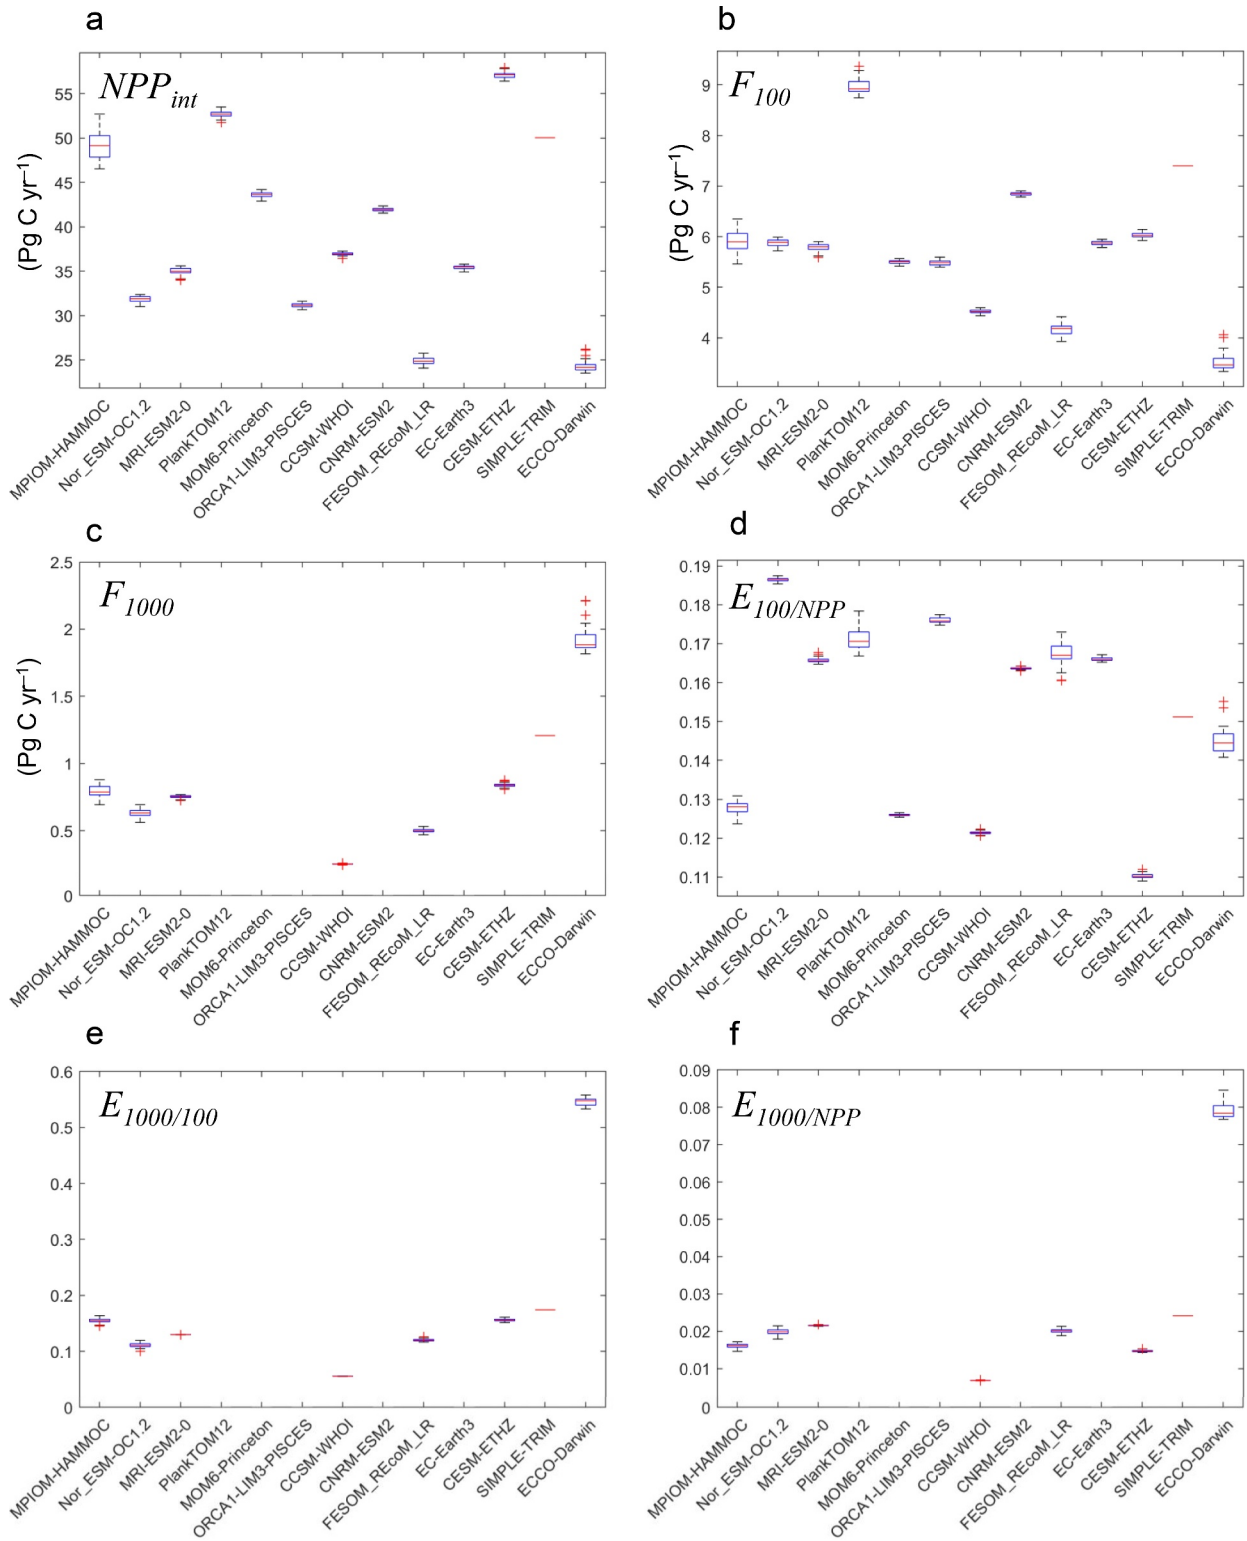 a
NPPint
(Pg C yr–1)
55
50
45
40
35
30
25
MPIOM-HAMMOC
Nor_ESM-OC1.2
MRI-ESM2-0
PlankTOM12
MOM6-Princeton
ORCA1-LIM3-PISCES
CCSM-WHOI
CNRM-ESM2
FESOM_REcoM_LR
EC-Earth3
CESM-ETHZ
SIMPLE-TRIM
ECCO-Darwin
b
F100
(Pg C yr–1)
9
8
7
6
5
4
MPIOM-HAMMOC
Nor_ESM-OC1.2
MRI-ESM2-0
PlankTOM12
MOM6-Princeton
ORCA1-LIM3-PISCES
CCSM-WHOI
CNRM-ESM2
FESOM_REcoM_LR
EC-Earth3
CESM-ETHZ
SIMPLE-TRIM
ECCO-Darwin
c
F1000
(Pg C yr–1)
2.5
2
1.5
1
0.5
0
MPIOM-HAMMOC
Nor_ESM-OC1.2
MRI-ESM2-0
PlankTOM12
MOM6-Princeton
ORCA1-LIM3-PISCES
CCSM-WHOI
CNRM-ESM2
FESOM_REcoM_LR
EC-Earth3
CESM-ETHZ
SIMPLE-TRIM
ECCO-Darwin
d
E100/NPP
0.19
0.18
0.17
0.16
0.15
0.14
0.13
0.12
0.11
MPIOM-HAMMOC
Nor_ESM-OC1.2
MRI-ESM2-0
PlankTOM12
MOM6-Princeton
ORCA1-LIM3-PISCES
CCSM-WHOI
CNRM-ESM2
FESOM_REcoM_LR
EC-Earth3
CESM-ETHZ
SIMPLE-TRIM
ECCO-Darwin
e
E1000/100
0.6
0.5
0.4
0.3
0.2
0.1
0
MPIOM-HAMMOC
Nor_ESM-OC1.2
MRI-ESM2-0
PlankTOM12
MOM6-Princeton
ORCA1-LIM3-PISCES
CCSM-WHOI
CNRM-ESM2
FESOM_REcoM_LR
EC-Earth3
CESM-ETHZ
SIMPLE-TRIM
ECCO-Darwin
f
E1000/NPP
0.09
0.08
0.07
0.06
0.05
0.04
0.03
0.02
0.01
0
MPIOM-HAMMOC
Nor_ESM-OC1.2
MRI-ESM2-0
PlankTOM12
MOM6-Princeton
ORCA1-LIM3-PISCES
CCSM-WHOI
CNRM-ESM2
FESOM_REcoM_LR
EC-Earth3
CESM-ETHZ
SIMPLE-TRIM
ECCO-Darwin